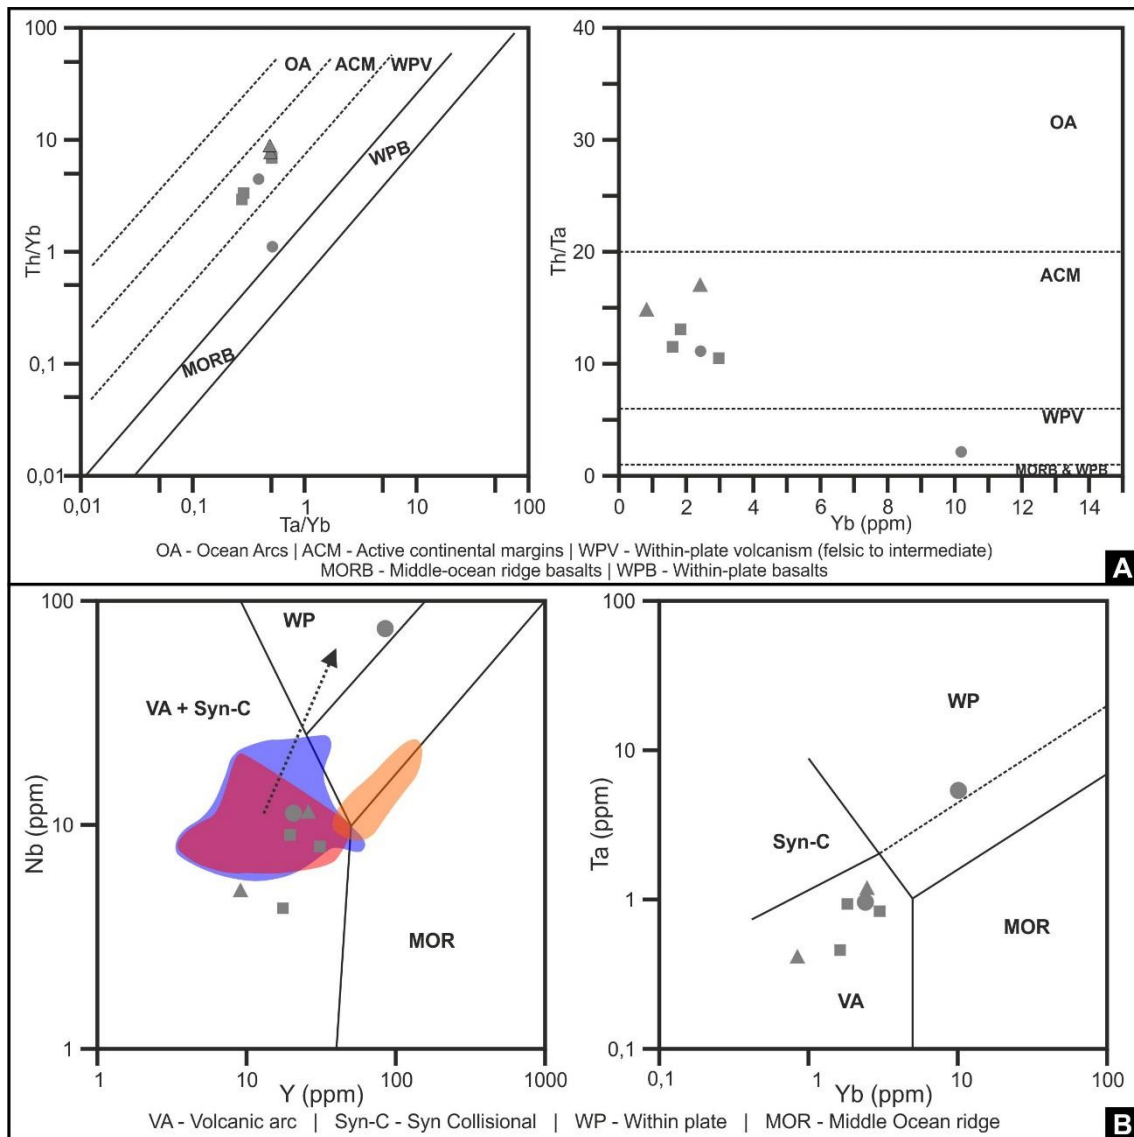 100
10
1
0,1
0,01
Th/Yb
OA
ACM
WPV
WPB
MORB
0,01
0,1
1
10
100
Ta/Yb
40
30
20
10
0
Th/Ta
OA
ACM
WPV
MORB & WPB
0
2
4
6
8
10
12
14
Yb (ppm)
OA - Ocean Arcs | ACM - Active continental margins | WPV - Within-plate volcanism (felsic to intermediate)
MORB - Middle-ocean ridge basalts | WPB - Within-plate basalts
A
100
10
1
Nb (ppm)
WP
VA + Syn-C
MOR
1
10
100
1000
Y (ppm)
100
10
1
0,1
Ta (ppm)
WP
Syn-C
MOR
VA
0,1
1
10
100
Yb (ppm)
VA - Volcanic arc | Syn-C - Syn Collisional | WP - Within plate | MOR - Middle Ocean ridge
B